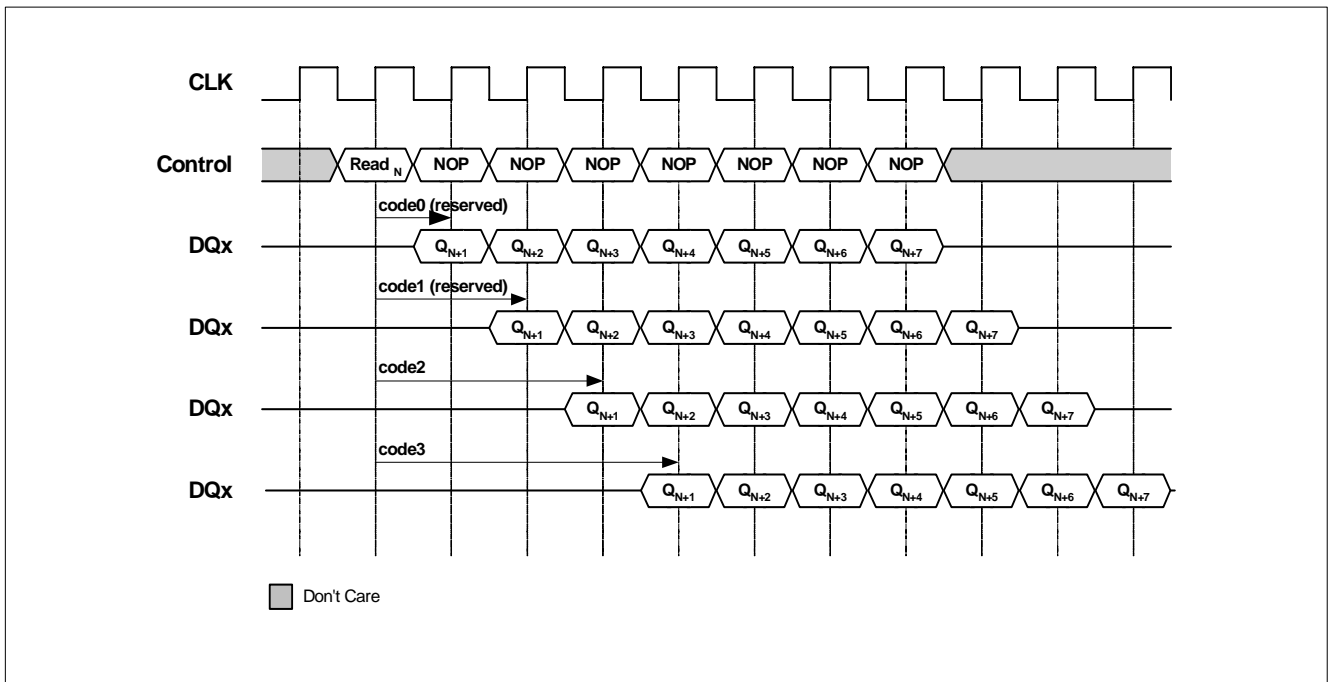 CLK
Control Read N NOP NOP NOP NOP NOP NOP NOP
code0 (reserved)
DQx QN+1 QN+2 QN+3 QN+4 QN+5 QN+6 QN+7
code1 (reserved)
DQx QN+1 QN+2 QN+3 QN+4 QN+5 QN+6 QN+7
code2
DQx QN+1 QN+2 QN+3 QN+4 QN+5 QN+6 QN+7
code3
DQx QN+1 QN+2 QN+3 QN+4 QN+5 QN+6 QN+7
Don't Care